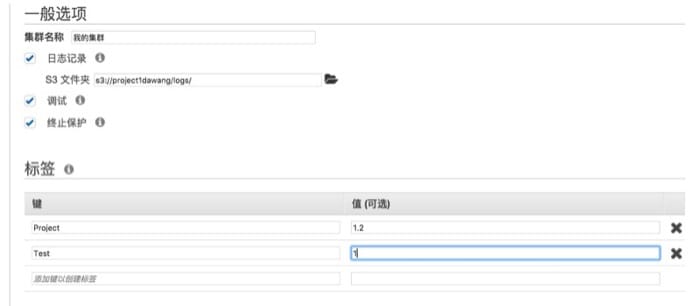 一般选项
集群名称 我的集群
日志记录
S3 文件夹 s3://project1dawang/logs/
调试
终止保护
标签
键 值 (可选)
Project 1.2
Test 1
添加键以创建标签